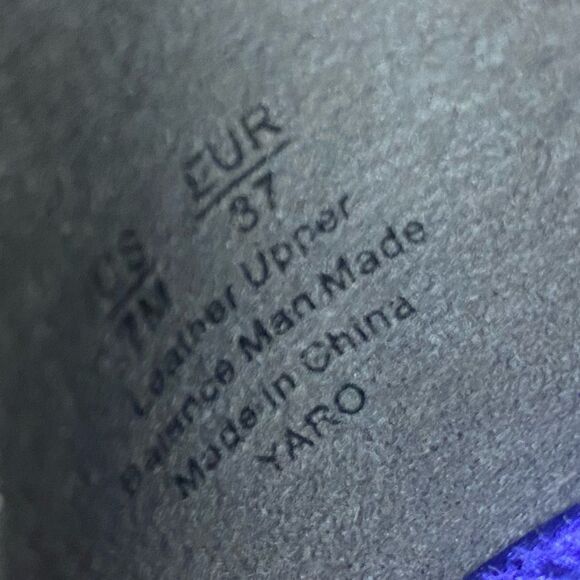 US EUR
7M 37
Leather Upper
Balance Man Made
Made in China
YARO